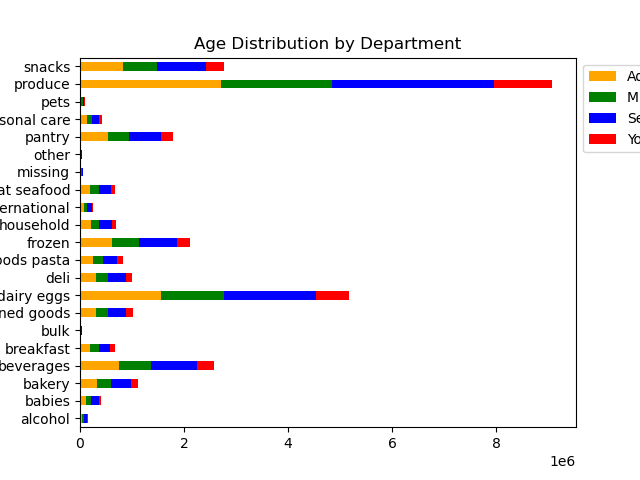 Age Distribution by Department
snacks
produce
pets
sonal care
pantry
other
missing
at seafood
ernational
household
frozen
oods pasta
deli
dairy eggs
ned goods
bulk
breakfast
beverages
bakery
babies
alcohol
0 2 4 6 8
1e6
Ad
M
Se
Yo